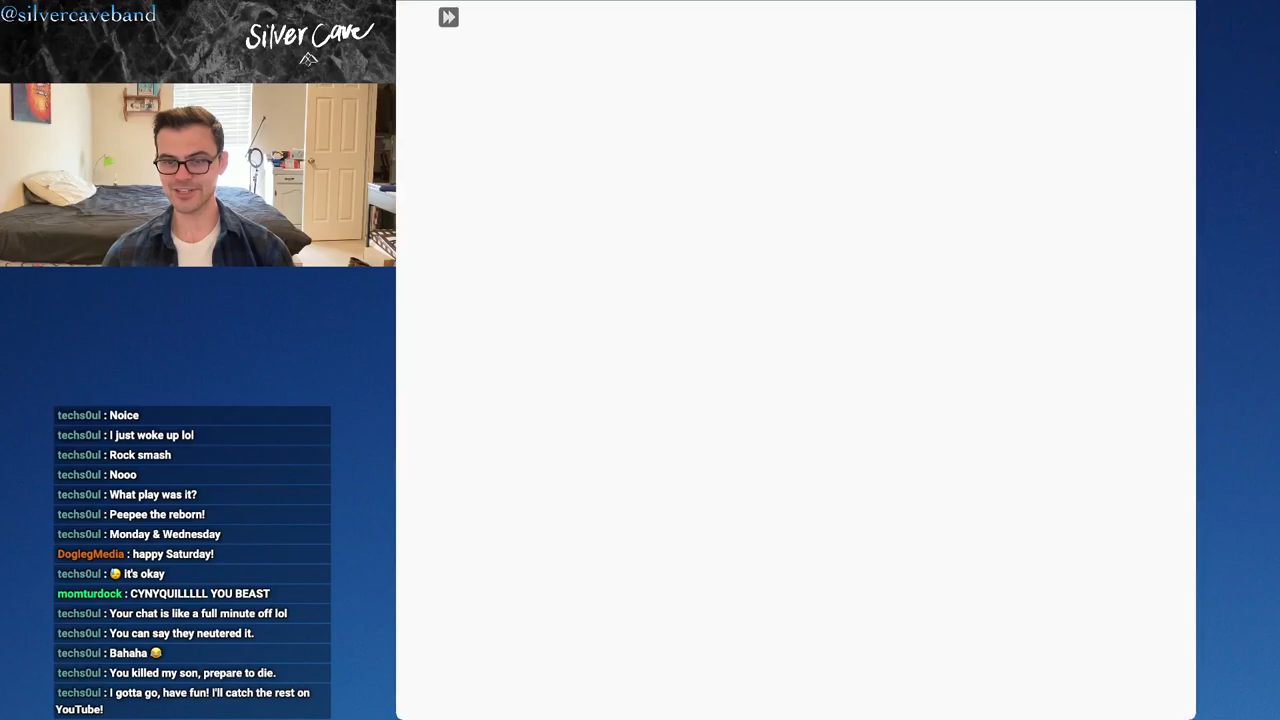 @silvercaveband
Silver Cave
techs0ul : Noice
techs0ul : I just woke up lol
techs0ul : Rock smash
techs0ul : Nooo
techs0ul : What play was it?
techs0ul : Peepee the reborn!
techs0ul : Monday & Wednesday
DoglegMedia : happy Saturday!
techs0ul : 😓 it's okay
momturdock : CYNYQUILLLLL YOU BEAST
techs0ul : Your chat is like a full minute off lol
techs0ul : You can say they neutered it.
techs0ul : Bahaha 😂
techs0ul : You killed my son, prepare to die.
techs0ul : I gotta go, have fun! I'll catch the rest on
YouTube!